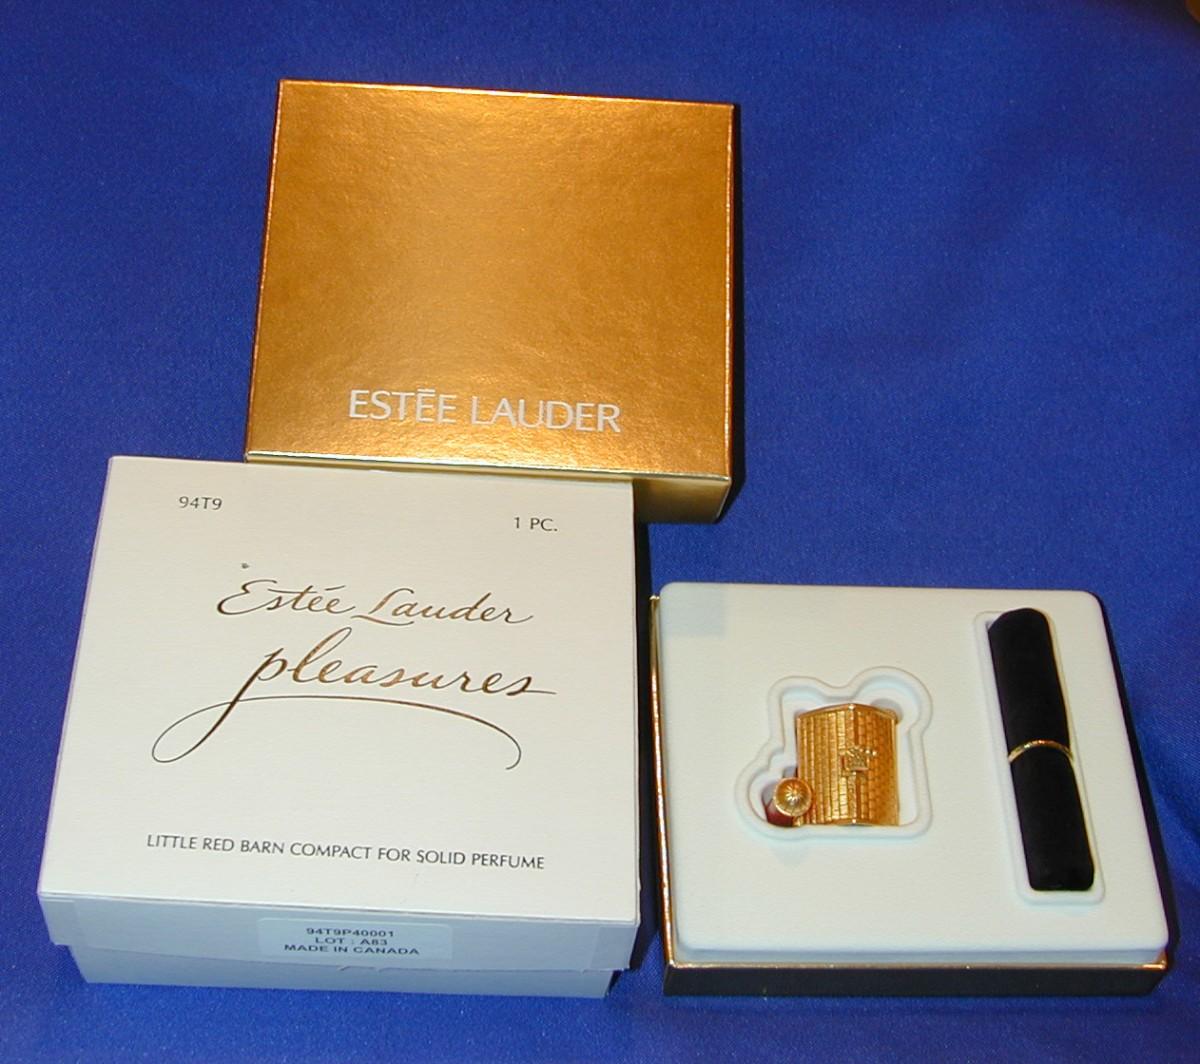 ESTĒE LAUDER
94T9
1 PC.
Estée Lauder
pleasures
LITTLE RED BARN COMPACT FOR SOLID PERFUME
94T9P40001
LOT : A83
MADE IN CANADA